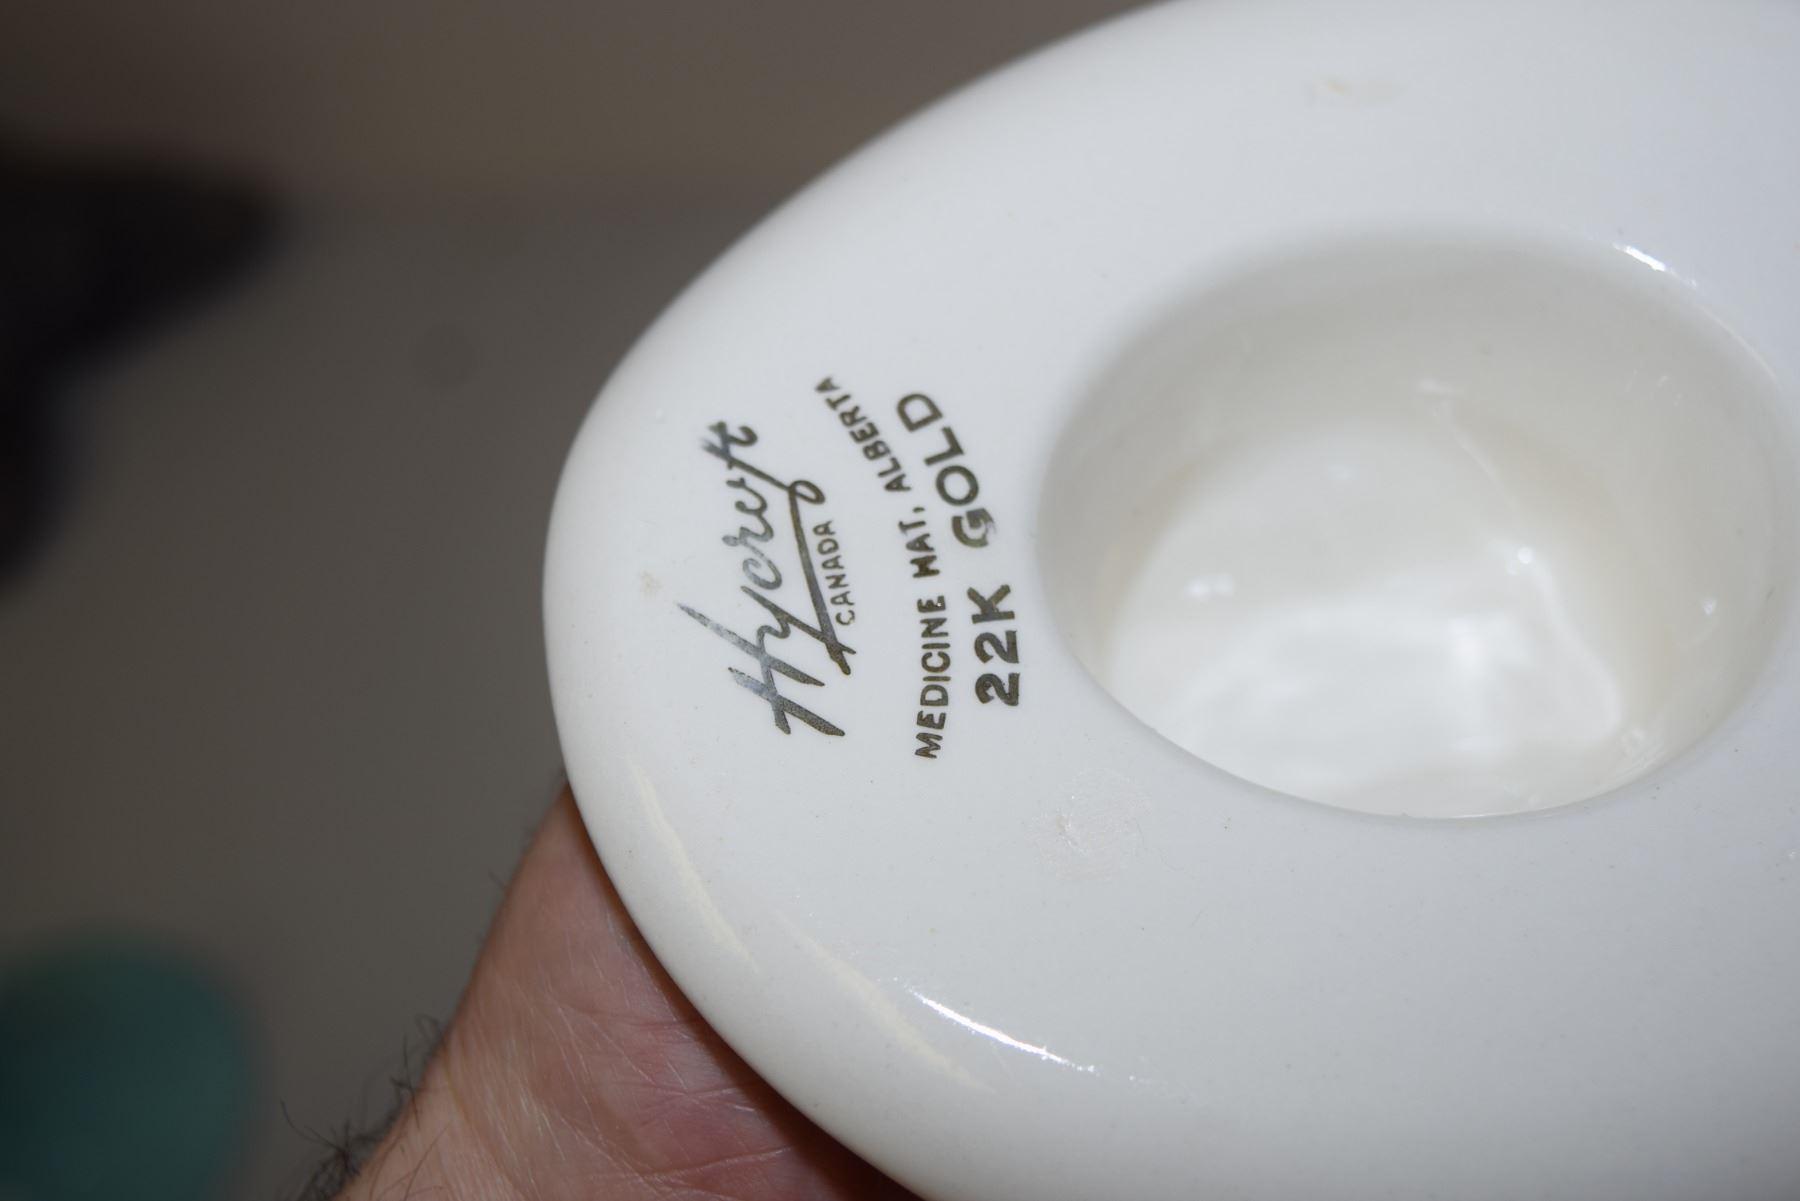 Hycroft
CANADA
MEDICINE HAT, ALBERTA
22K GOLD